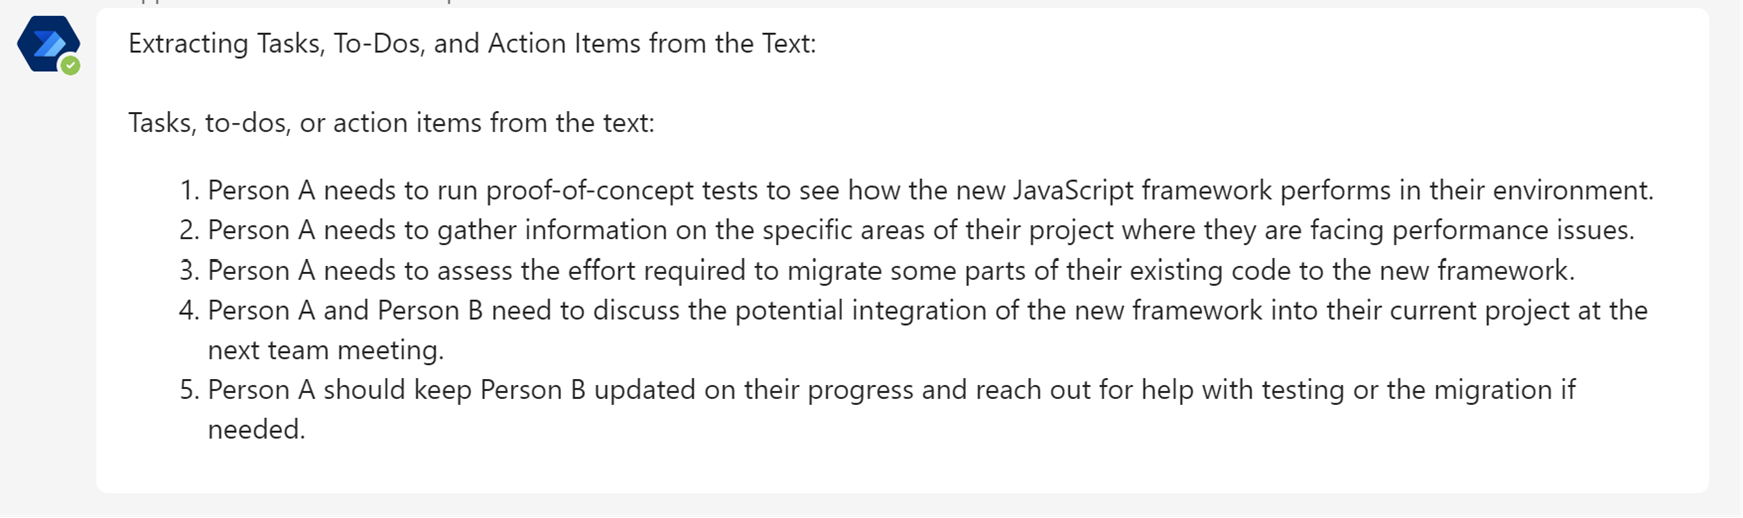 Extracting Tasks, To-Dos, and Action Items from the Text:
Tasks, to-dos, or action items from the text:
1. Person A needs to run proof-of-concept tests to see how the new JavaScript framework performs in their environment.
2. Person A needs to gather information on the specific areas of their project where they are facing performance issues.
3. Person A needs to assess the effort required to migrate some parts of their existing code to the new framework.
4. Person A and Person B need to discuss the potential integration of the new framework into their current project at the
next team meeting.
5. Person A should keep Person B updated on their progress and reach out for help with testing or the migration if
needed.